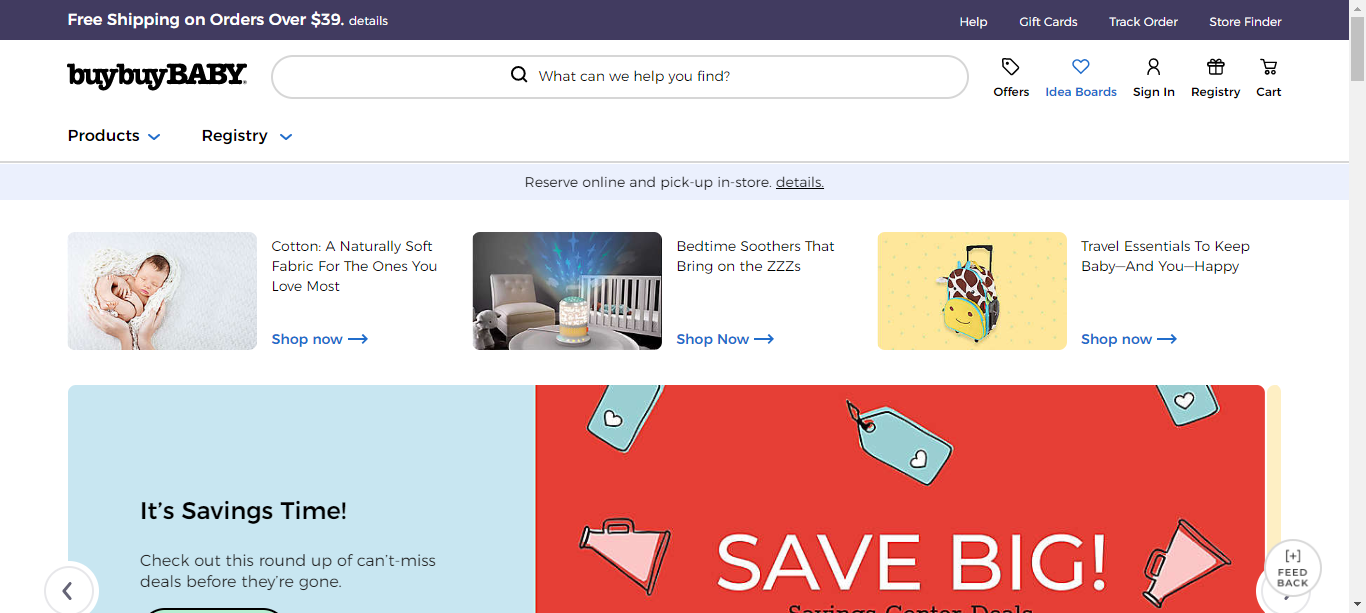 Free Shipping on Orders Over $39. details
Help
Gift Cards
Track Order
Store Finder
buybuyBABY
What can we help you find?
Offers
Idea Boards
Sign In
Registry
Cart
Products
Registry
Reserve online and pick-up in-store. details.
Cotton: A Naturally Soft
Fabric For The Ones You
Love Most
Shop now
Bedtime Soothers That
Bring on the ZZZs
Shop Now
Travel Essentials To Keep
Baby—And You—Happy
Shop now
It's Savings Time!
Check out this round up of can't-miss
deals before they're gone.
SAVE BIG!
Savings Center Deals
[+]
FEED
BACK